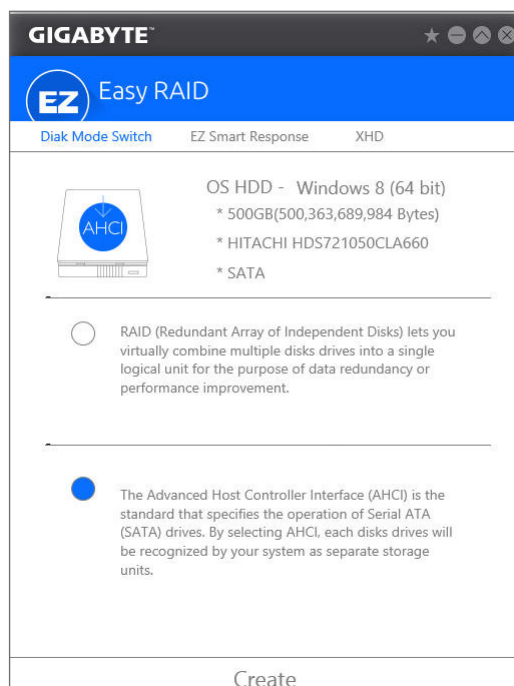 GIGABYTE™
EZ Easy RAID
Diak Mode Switch EZ Smart Response XHD
AHCI
OS HDD - Windows 8 (64 bit)
* 500GB(500,363,689,984 Bytes)
* HITACHI HDS721050CLA660
* SATA
RAID (Redundant Array of Independent Disks) lets you
virtually combine multiple disks drives into a single
logical unit for the purpose of data redundancy or
performance improvement.
The Advanced Host Controller Interface (AHCI) is the
standard that specifies the operation of Serial ATA
(SATA) drives. By selecting AHCI, each disks drives will
be recognized by your system as separate storage
units.
Create